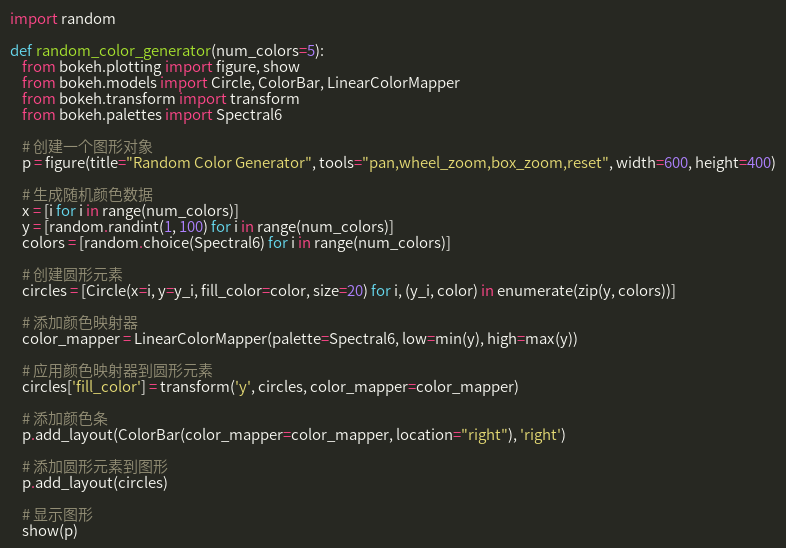 import random
def random_color_generator(num_colors=5):
from bokeh.plotting import figure, show
from bokeh.models import Circle, ColorBar, LinearColorMapper
from bokeh.transform import transform
from bokeh.palettes import Spectral6
# 创建一个图形对象
p = figure(title="Random Color Generator", tools="pan,wheel_zoom,box_zoom,reset", width=600, height=400)
# 生成随机颜色数据
x = [i for i in range(num_colors)]
y = [random.randint(1, 100) for i in range(num_colors)]
colors = [random.choice(Spectral6) for i in range(num_colors)]
# 创建圆形元素
circles = [Circle(x=i, y=y_i, fill_color=color, size=20) for i, (y_i, color) in enumerate(zip(y, colors))]
# 添加颜色映射器
color_mapper = LinearColorMapper(palette=Spectral6, low=min(y), high=max(y))
# 应用颜色映射器到圆形元素
circles['fill_color'] = transform('y', circles, color_mapper=color_mapper)
# 添加颜色条
p.add_layout(ColorBar(color_mapper=color_mapper, location="right"), 'right')
# 添加圆形元素到图形
p.add_layout(circles)
# 显示图形
show(p)